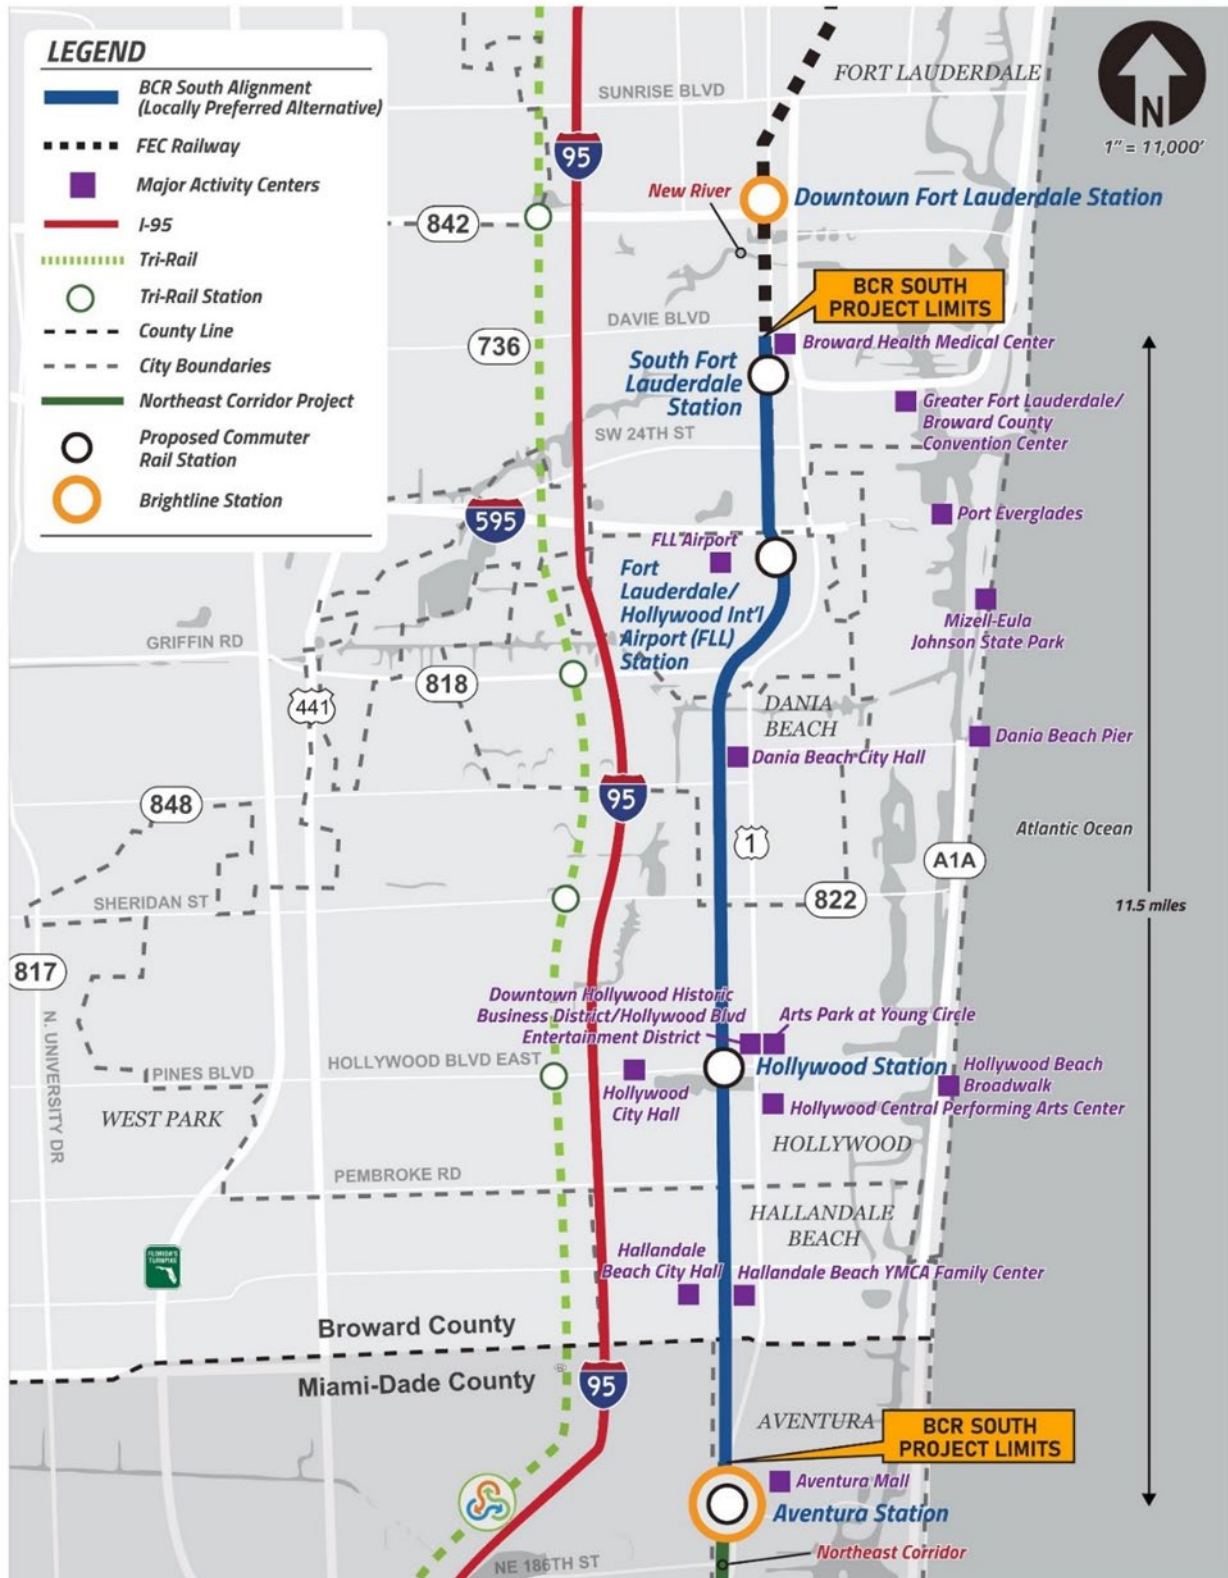 LEGEND
BCR South Alignment
(Locally Preferred Alternative)
FEC Railway
Major Activity Centers
I-95
Tri-Rail
Tri-Rail Station
County Line
City Boundaries
Northeast Corridor Project
Proposed Commuter
Rail Station
Brightline Station
FORT LAUDERDALE
N
1" = 11,000'
SUNRISE BLVD
95
New River
Downtown Fort Lauderdale Station
842
BCR SOUTH
PROJECT LIMITS
DAVIE BLVD
736
Broward Health Medical Center
South Fort
Lauderdale
Station
Greater Fort Lauderdale/
Broward County
Convention Center
SW 24TH ST
595
Port Everglades
FLL Airport
Fort
Lauderdale/
Hollywood Int'l
Airport (FLL)
Station
Mizell-Eula
Johnson State Park
GRIFFIN RD
818
441
DANIA
BEACH
Dania Beach Pier
Dania Beach City Hall
95
848
1
Atlantic Ocean
A1A
SHERIDAN ST
822
11.5 miles
817
Downtown Hollywood Historic
Business District/Hollywood Blvd
Entertainment District
Arts Park at Young Circle
N. UNIVERSITY DR
PINES BLVD
HOLLYWOOD BLVD EAST
Hollywood Station
Hollywood Beach
Broadwalk
Hollywood
City Hall
Hollywood Central Performing Arts Center
WEST PARK
HOLLYWOOD
PEMBROKE RD
HALLANDALE
BEACH
FLORIDA'S
TURNPIKE
Hallandale
Beach City Hall
Hallandale Beach YMCA Family Center
Broward County
Miami-Dade County
95
AVENTURA
BCR SOUTH
PROJECT LIMITS
Aventura Mall
Aventura Station
Northeast Corridor
NE 186TH ST